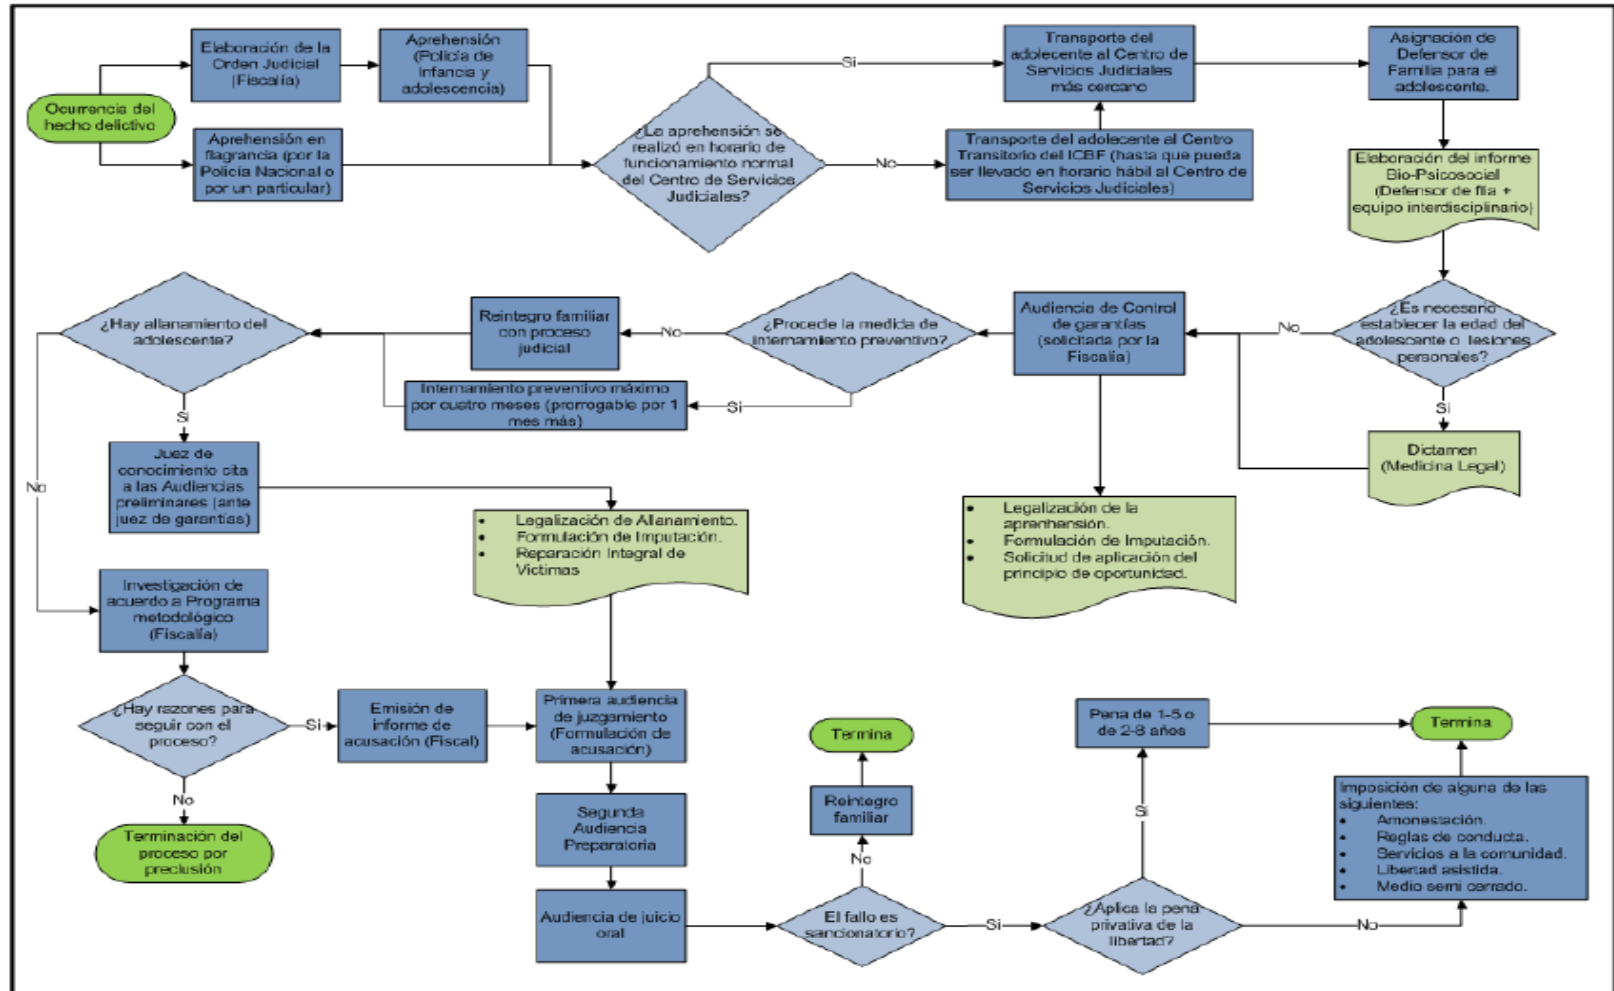 Elaboración de la
Orden Judicial
(Fiscalía)
Aprehensión
(Policía de
Infancia y
adolescencia)
Ocurrencia del
hecho delictivo
Aprehensión en
flagrancia (por la
Policía Nacional o
por un particular)
¿La aprehensión se
realizó en horario de
funcionamiento normal
del Centro de Servicios
Judiciales?
Si
Transporte del
adolecente al Centro de
Servicios Judiciales
más cercano
No
Transporte del adolecente al Centro
Transitorio del ICBF (hasta que pueda
ser llevado en horario hábil al Centro de
Servicios Judiciales)
Asignación de
Defensor de
Familia para el
adolescente.
Elaboración del informe
Bio-Psicosocial
(Defensor de flia +
equipo interdisciplinario)
¿Es necesario
establecer la edad del
adolescente o lesiones
personales?
No
Si
Dictamen
(Medicina Legal)
Audiencia de Control
de garantías
(solicitada por la
Fiscalía)
• Legalización de la
aprenhensión.
• Formulación de Imputación.
• Solicitud de aplicación del
principio de oportunidad.
¿Procede la medida de
internamiento preventivo?
No
Reintegro familiar
con proceso
judicial
Si
Internamiento preventivo máximo
por cuatro meses (prorrogable por 1
mes más)
¿Hay allanamiento del
adolescente?
Si
Juez de
conocimiento cita
a las Audiencias
preliminares (ante
juez de garantías)
• Legalización de Allanamiento.
• Formulación de Imputación.
• Reparación Integral de
Victimas
No
Investigación de
acuerdo a Programa
metodológico
(Fiscalía)
¿Hay razones para
seguir con el
proceso?
Si
Emisión de
informe de
acusación (Fiscal)
No
Terminación del
proceso por
preclusión
Primera audiencia
de juzgamiento
(Formulación de
acusación)
Segunda
Audiencia
Preparatoria
Audiencia de juicio
oral
El fallo es
sancionatorio?
No
Reintegro
familiar
Termina
Si
¿Aplica la pena
privativa de la
libertad?
Si
Pena de 1-5 o
de 2-8 años
Termina
No
Imposición de alguna de las
siguientes:
• Amonestación.
• Reglas de conducta.
• Servicios a la comunidad.
• Libertad asistida.
• Medio semi cerrado.